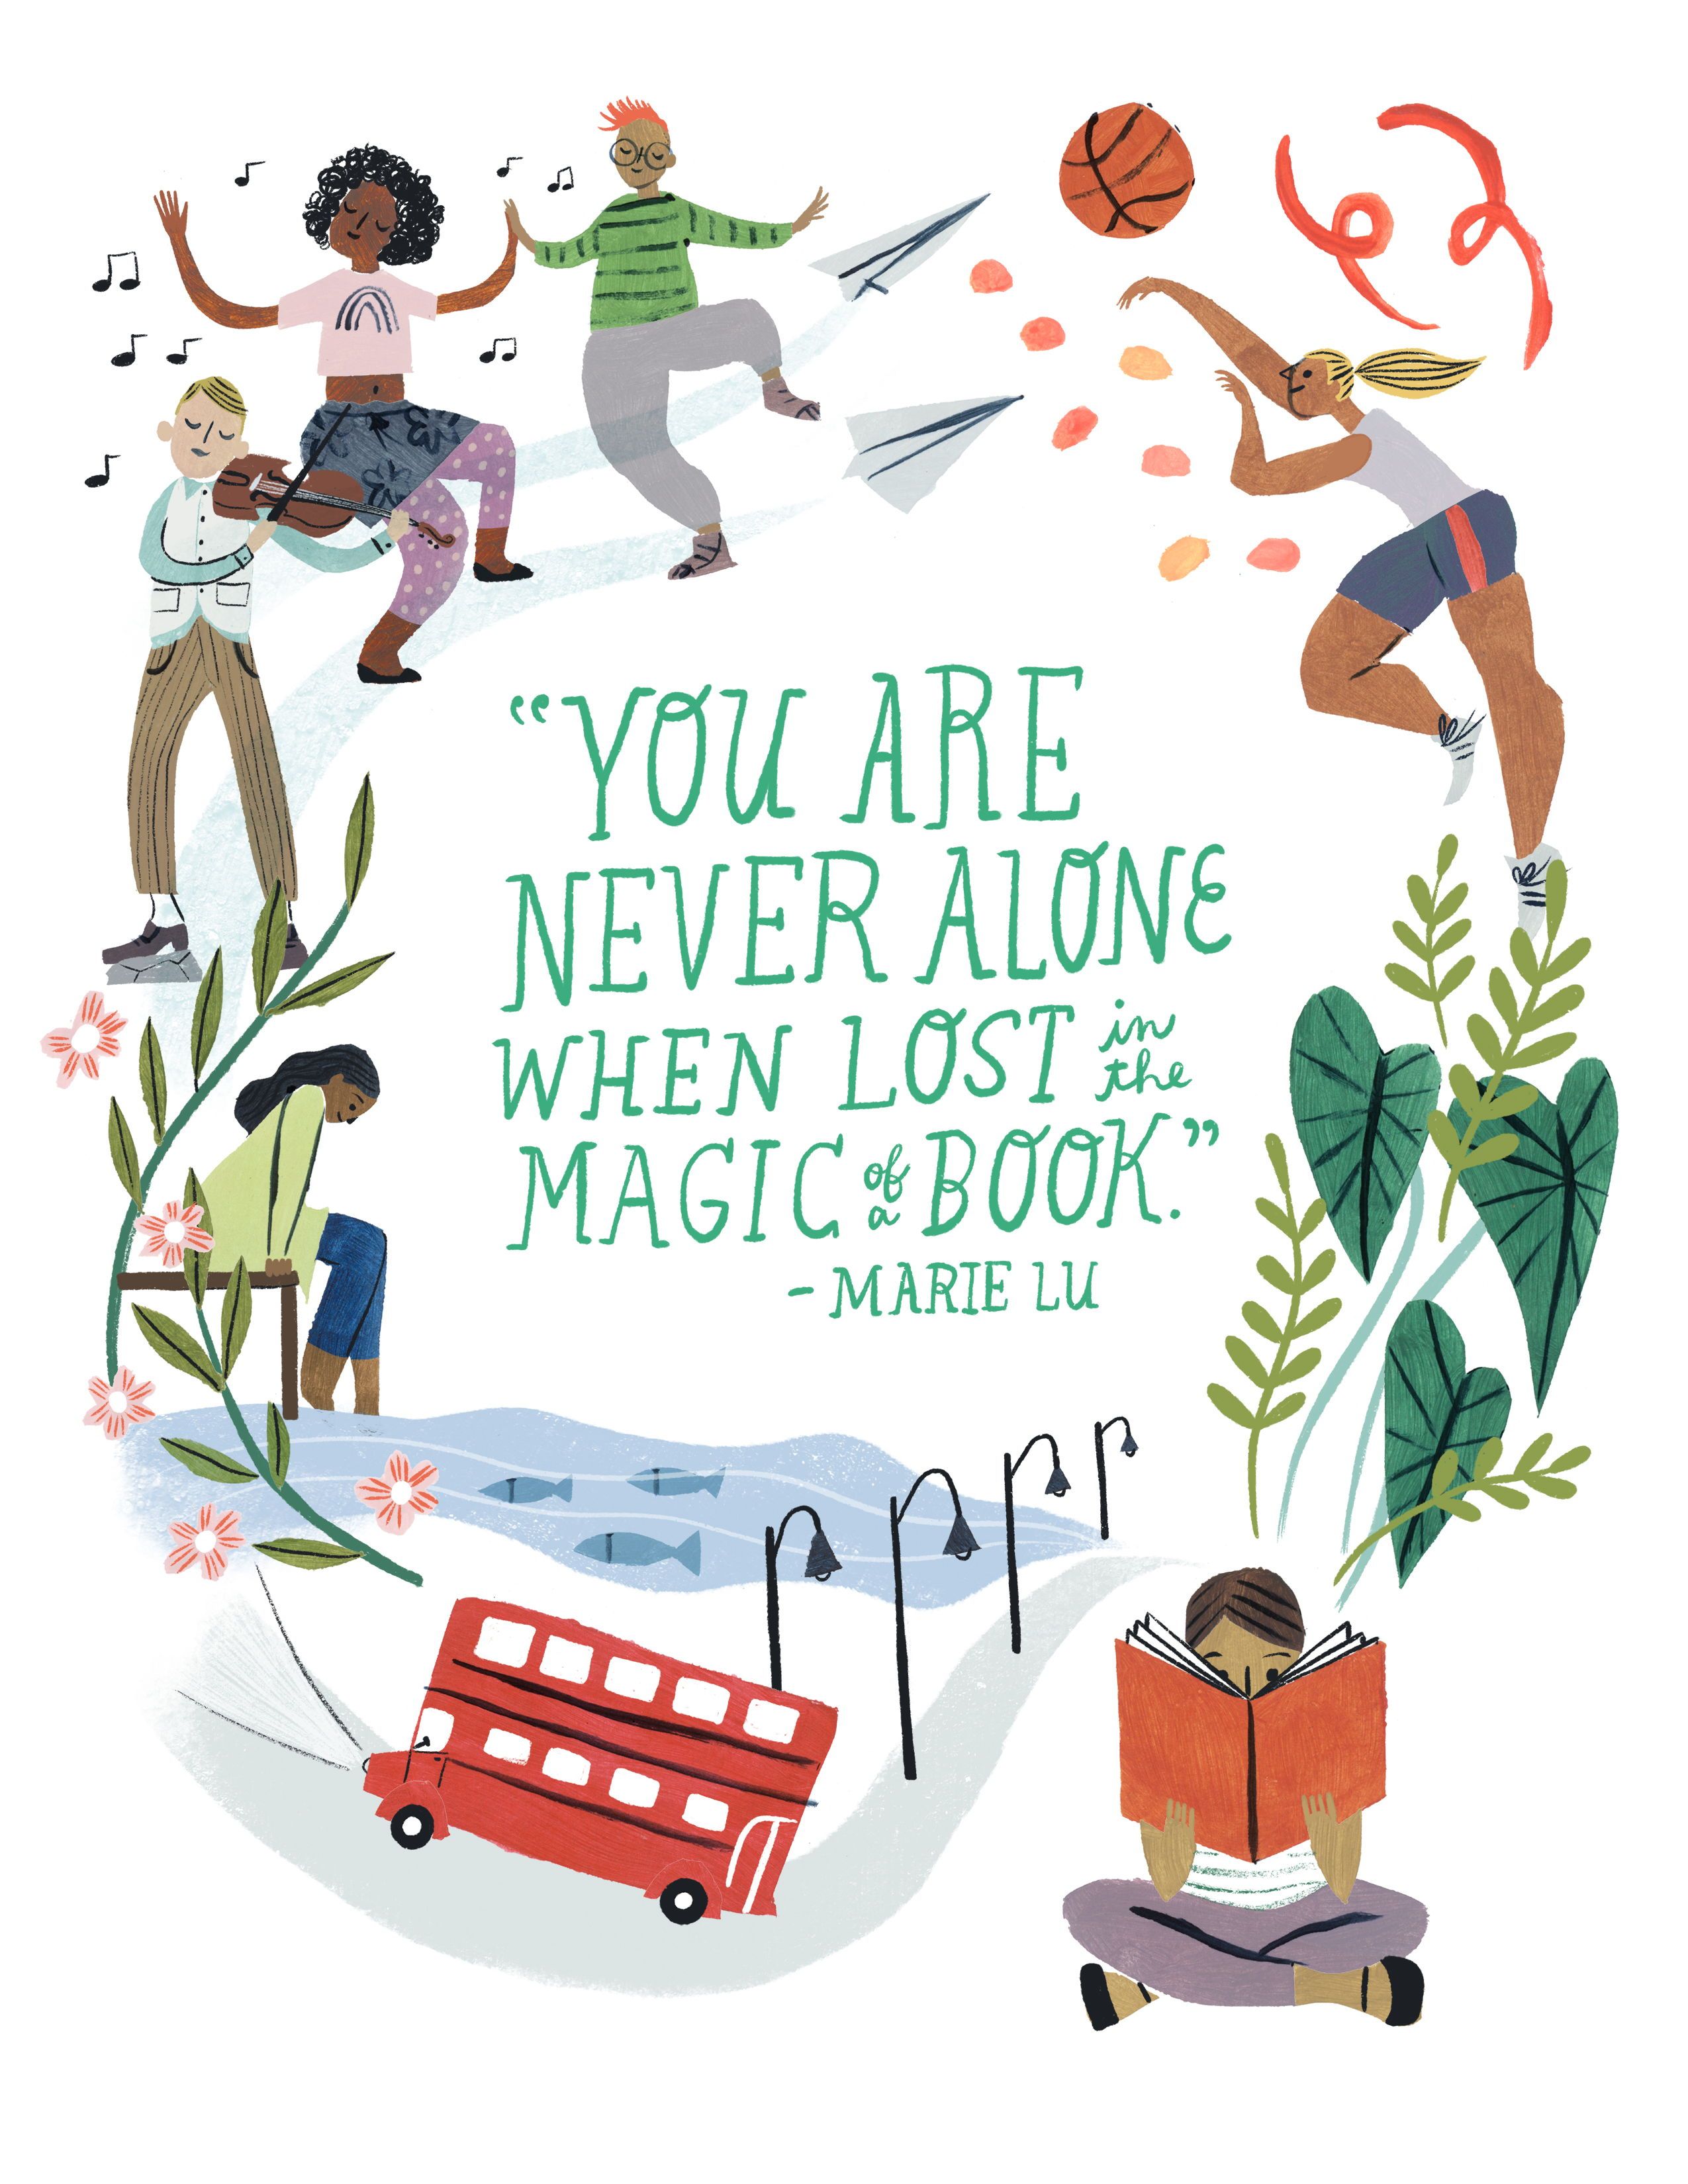 “YOU ARE
NEVER ALONE
WHEN LOST in the
MAGIC of a BOOK.”
- MARIE LU